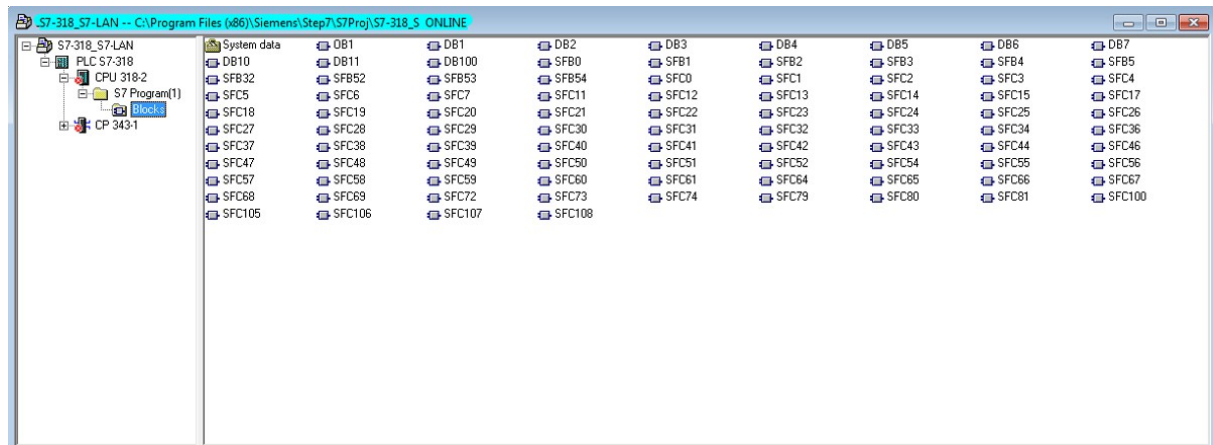 S7-318_S7-LAN -- C:\Program Files (x86)\Siemens\Step7\S7Proj\S7-318_S ONLINE
S7-318_S7-LAN
PLC S7-318
CPU 318-2
S7 Program(1)
Blocks
CP 343-1
System data OB1 DB1 DB2 DB3 DB4 DB5 DB6 DB7
DB10 DB11 DB100 SFB0 SFB1 SFB2 SFB3 SFB4 SFB5
SFB32 SFB52 SFB53 SFB54 SFC0 SFC1 SFC2 SFC3 SFC4
SFC5 SFC6 SFC7 SFC11 SFC12 SFC13 SFC14 SFC15 SFC17
SFC18 SFC19 SFC20 SFC21 SFC22 SFC23 SFC24 SFC25 SFC26
SFC27 SFC28 SFC29 SFC30 SFC31 SFC32 SFC33 SFC34 SFC36
SFC37 SFC38 SFC39 SFC40 SFC41 SFC42 SFC43 SFC44 SFC46
SFC47 SFC48 SFC49 SFC50 SFC51 SFC52 SFC54 SFC55 SFC56
SFC57 SFC58 SFC59 SFC60 SFC61 SFC64 SFC65 SFC66 SFC67
SFC68 SFC69 SFC72 SFC73 SFC74 SFC79 SFC80 SFC81 SFC100
SFC105 SFC106 SFC107 SFC108